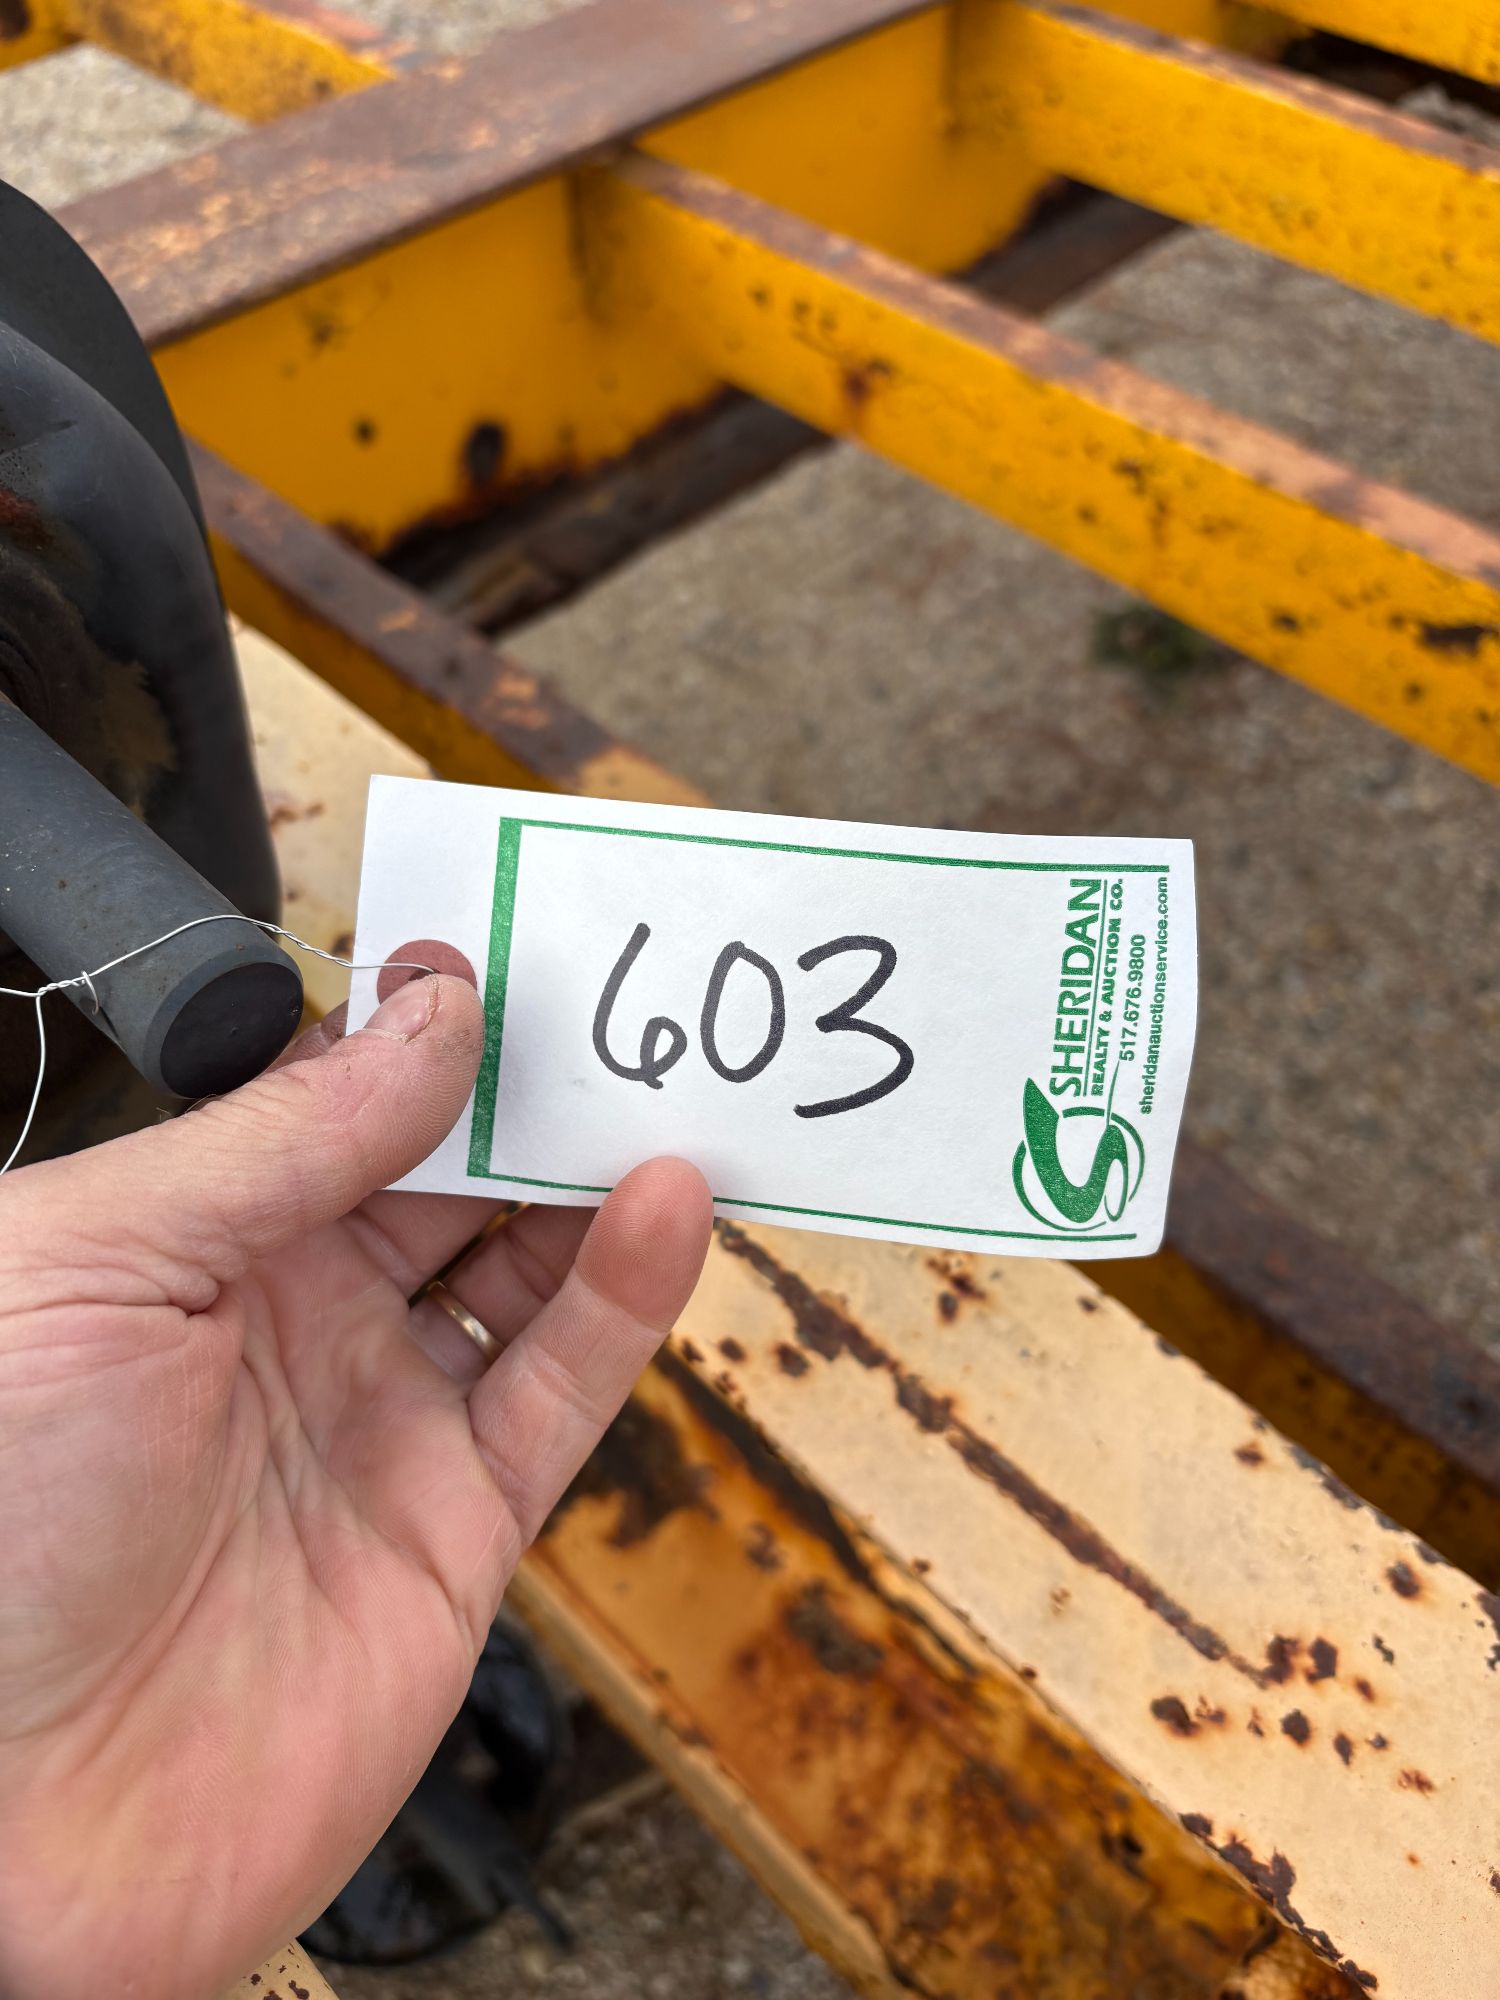 603
SHERIDAN
REALTY & AUCTION CO.
517.676.9800
sheridanauctionservice.com